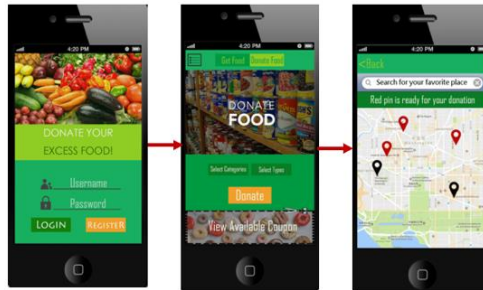 4:20 PM
DONATE YOUR
EXCESS FOOD!
Username
Password
LOGIN
REGISTER
4:20 PM
Get Food
Donate Food
DONATE
FOOD
Select Categories
Select Types
Donate
View Available Coupon
4:20 PM
<Back
Search for your favorite place
Red pin is ready for your donation